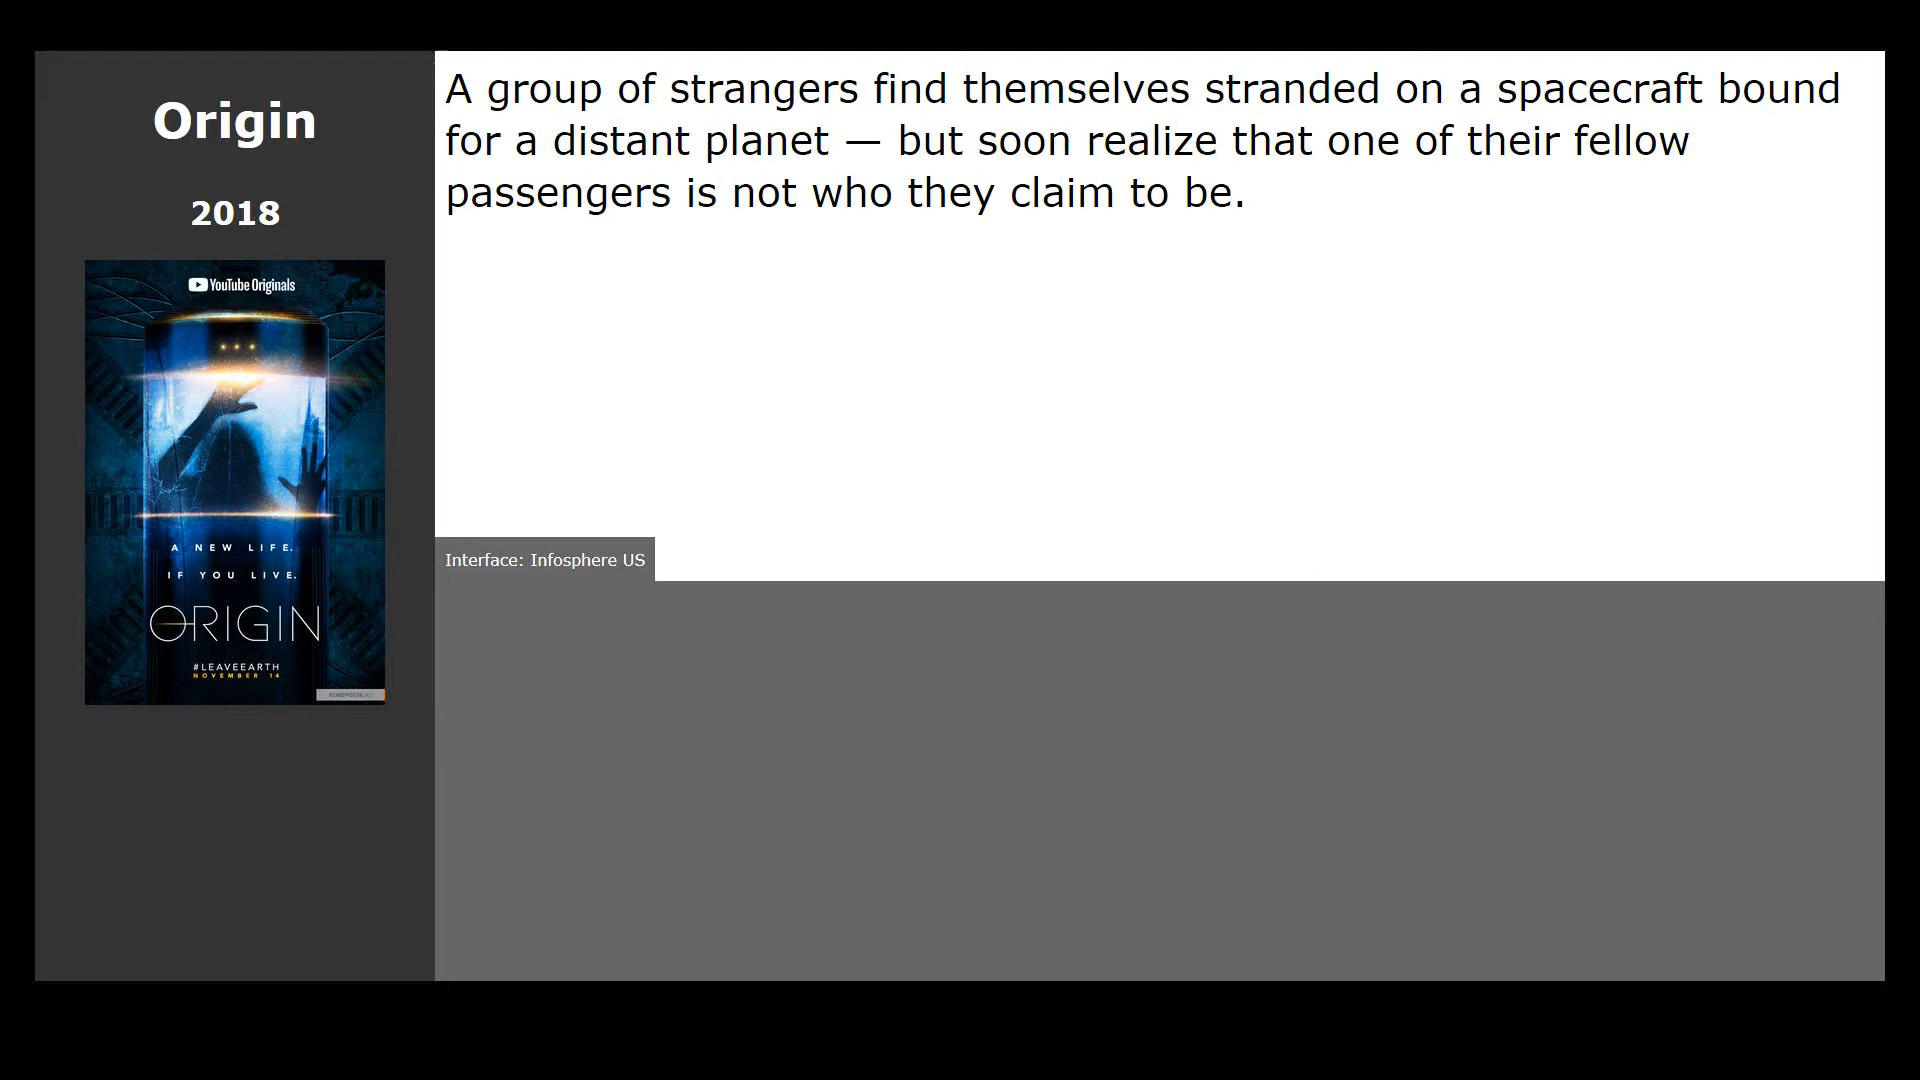 Origin
2018
YouTube Originals
A NEW LIFE.
IF YOU LIVE.
ORIGIN
#LEAVEEARTH
NOVEMBER 14
A group of strangers find themselves stranded on a spacecraft bound
for a distant planet — but soon realize that one of their fellow
passengers is not who they claim to be.
Interface: Infosphere US